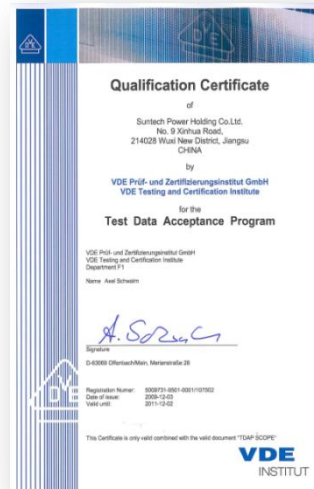 VDE
Qualification Certificate
of
Suntech Power Holding Co.Ltd.
No. 9 Xinhua Road,
214028 Wuxi New District, Jiangsu
CHINA
by
VDE Prüf- und Zertifizierungsinstitut GmbH
VDE Testing and Certification Institute
for the
Test Data Acceptance Program
VDE Prüf- und Zertifizierungsinstitut GmbH
VDE Testing and Certification Institute
Department F1
Name Axel Schwalm
Signature
D-63069 Offenbach/Main, Merianstraße 28
Registration Number:
Date of issue: 2009-12-03
Valid until: 2011-12-02
This Certificate is only valid combined with the valid document "TDAP SCOPE"
VDE
INSTITUT